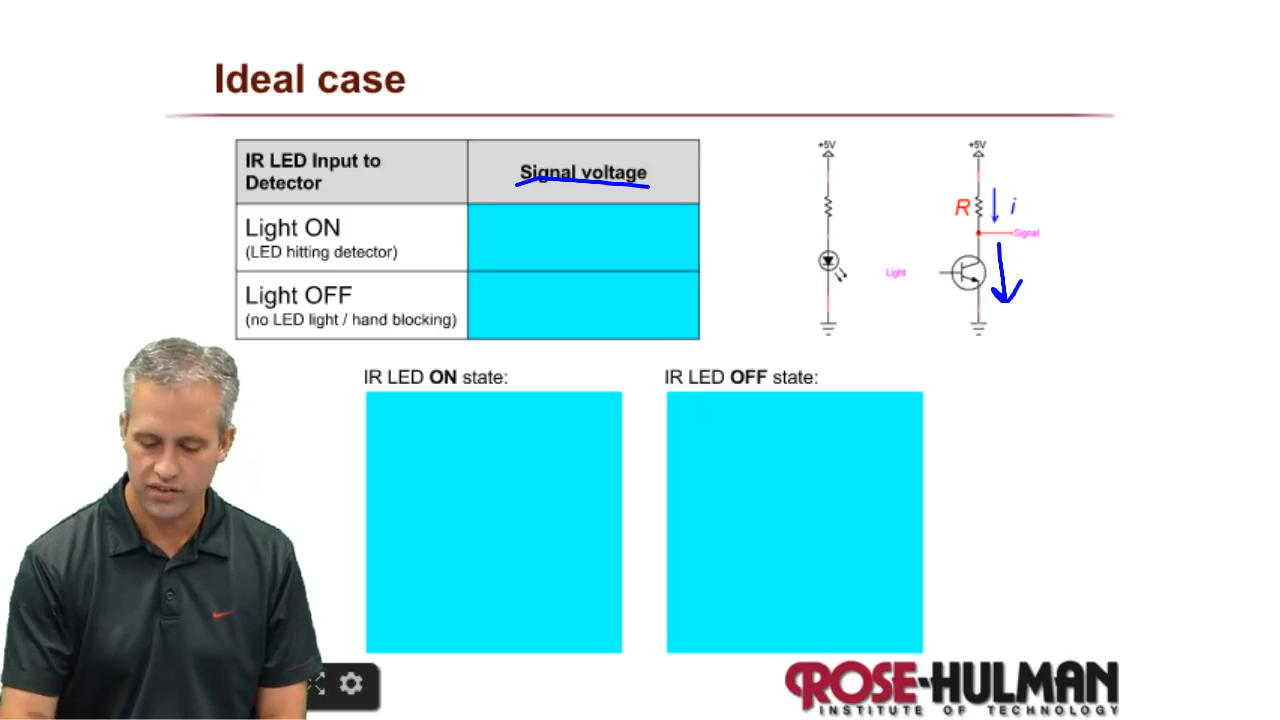 Ideal case
IR LED Input to
Detector
Signal voltage
Light ON
(LED hitting detector)
Light OFF
(no LED light / hand blocking)
+5V
+5V
R
i
Signal
Light
IR LED ON state:
IR LED OFF state:
ROSE-HULMAN
INSTITUTE OF TECHNOLOGY